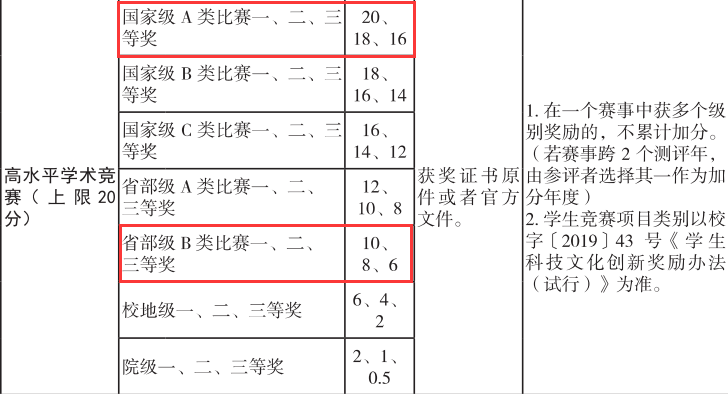 高水平学术竞
赛（上限20
分）
国家级 A 类比赛一、二、三
等奖
20、
18、16
国家级 B 类比赛一、二、三
等奖
18、
16、14
国家级 C 类比赛一、二、三
等奖
16、
14、12
省部级 A 类比赛一、二、
三等奖
12、
10、8
省部级 B 类比赛一、二、
三等奖
10、
8、6
校地级一、二、三等奖
6、4、
2
院级一、二、三等奖
2、1、
0.5
获奖证书原
件或者官方
文件。
1. 在一个赛事中获多个级
别奖励的，不累计加分。
（若赛事跨 2 个测评年，
由参评者选择其一作为加
分年度）
2. 学生竞赛项目类别以校
字〔2019〕43 号《学生
科技文化创新奖励办法
（试行）》为准。